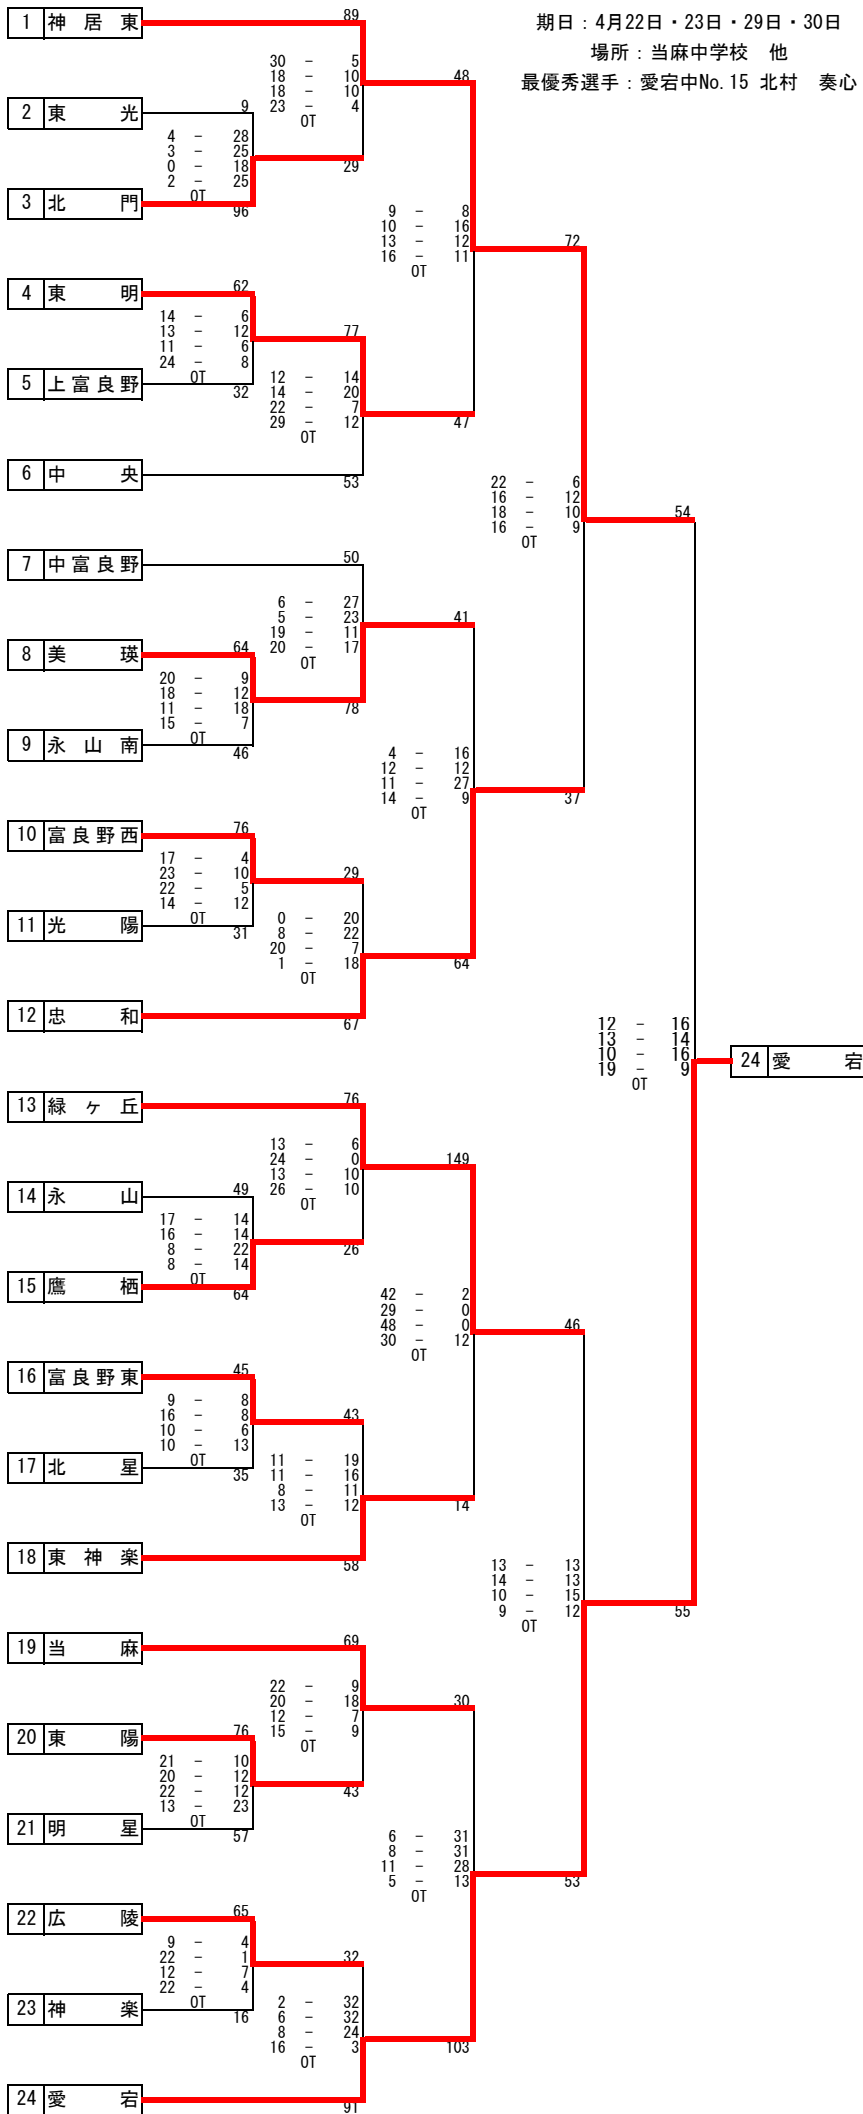 期日：4月22日・23日・29日・30日
場所：当麻中学校　他
最優秀選手：愛宕中No.15 北村　奏心
1 神居東 89
30 - 5
18 - 10
18 - 10
23 - 4
OT
48
2 東光 9
4 - 28
3 - 25
0 - 18
2 - 25
OT
29
3 北門 96
9 - 8
10 - 16
13 - 12
16 - 11
OT
72
4 東明 62
14 - 6
13 - 12
11 - 6
24 - 8
OT
77
5 上富良野 32
12 - 14
14 - 20
22 - 7
29 - 12
OT
47
6 中央 53
22 - 6
16 - 12
18 - 10
16 - 9
OT
54
7 中富良野 50
6 - 27
5 - 23
19 - 11
20 - 17
OT
41
8 美瑛 64
20 - 9
18 - 12
11 - 18
15 - 7
OT
78
9 永山南 46
4 - 16
12 - 12
11 - 27
14 - 9
OT
37
10 富良野西 76
17 - 4
23 - 10
22 - 5
14 - 12
OT
29
11 光陽 31
0 - 20
8 - 22
20 - 7
1 - 18
OT
64
12 忠和 67
12 - 16
13 - 14
10 - 16
19 - 9
OT
24 愛宕
13 緑ヶ丘 76
13 - 6
24 - 0
13 - 10
26 - 10
OT
149
14 永山 49
17 - 14
16 - 14
8 - 22
8 - 14
OT
26
15 鷹栖 64
42 - 2
29 - 0
48 - 0
30 - 12
OT
46
16 富良野東 45
9 - 8
16 - 8
10 - 6
10 - 13
OT
43
17 北星 35
11 - 19
11 - 16
8 - 11
13 - 12
OT
14
18 東神楽 58
13 - 13
14 - 13
10 - 15
9 - 12
OT
55
19 当麻 69
22 - 9
20 - 18
12 - 7
15 - 9
OT
30
20 東陽 76
21 - 10
20 - 12
22 - 12
13 - 23
OT
43
21 明星 57
6 - 31
8 - 31
11 - 28
5 - 13
OT
53
22 広陵 65
9 - 4
22 - 1
12 - 7
22 - 4
OT
32
23 神楽 16
2 - 32
6 - 32
8 - 24
16 - 3
OT
103
24 愛宕 91